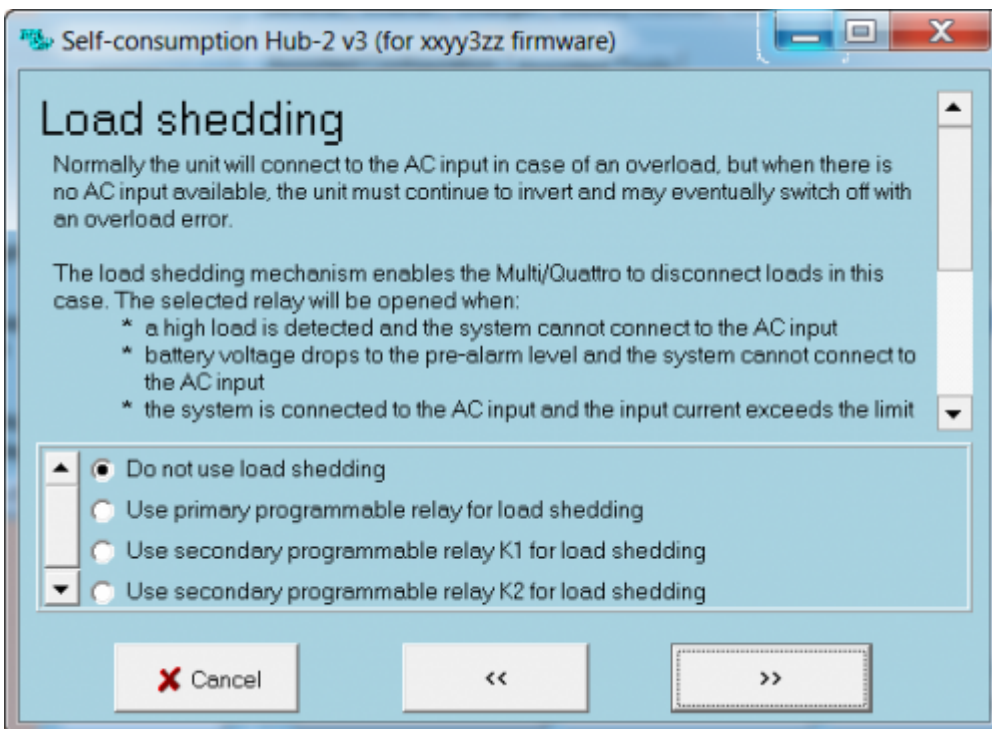 Self-consumption Hub-2 v3 (for xxyy3zz firmware)
Load shedding
Normally the unit will connect to the AC input in case of an overload, but when there is
no AC input available, the unit must continue to invert and may eventually switch off with
an overload error.
The load shedding mechanism enables the Multi/Quattro to disconnect loads in this
case. The selected relay will be opened when:
* a high load is detected and the system cannot connect to the AC input
* battery voltage drops to the pre-alarm level and the system cannot connect to
the AC input
* the system is connected to the AC input and the input current exceeds the limit
Do not use load shedding
Use primary programmable relay for load shedding
Use secondary programmable relay K1 for load shedding
Use secondary programmable relay K2 for load shedding
Cancel << >>